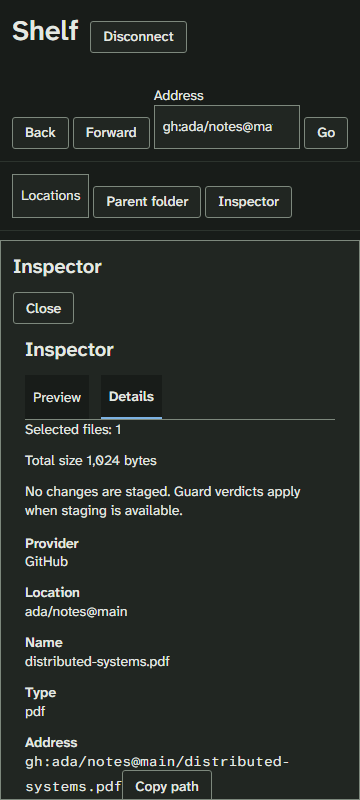 Shelf Disconnect
Address
Back Forward gh:ada/notes@ma Go
Locations Parent folder Inspector
Inspector
Close
Inspector
Preview Details
Selected files: 1
Total size 1,024 bytes
No changes are staged. Guard verdicts apply
when staging is available.
Provider
GitHub
Location
ada/notes@main
Name
distributed-systems.pdf
Type
pdf
Address
gh:ada/notes@main/distributed-
systems.pdf Copy path